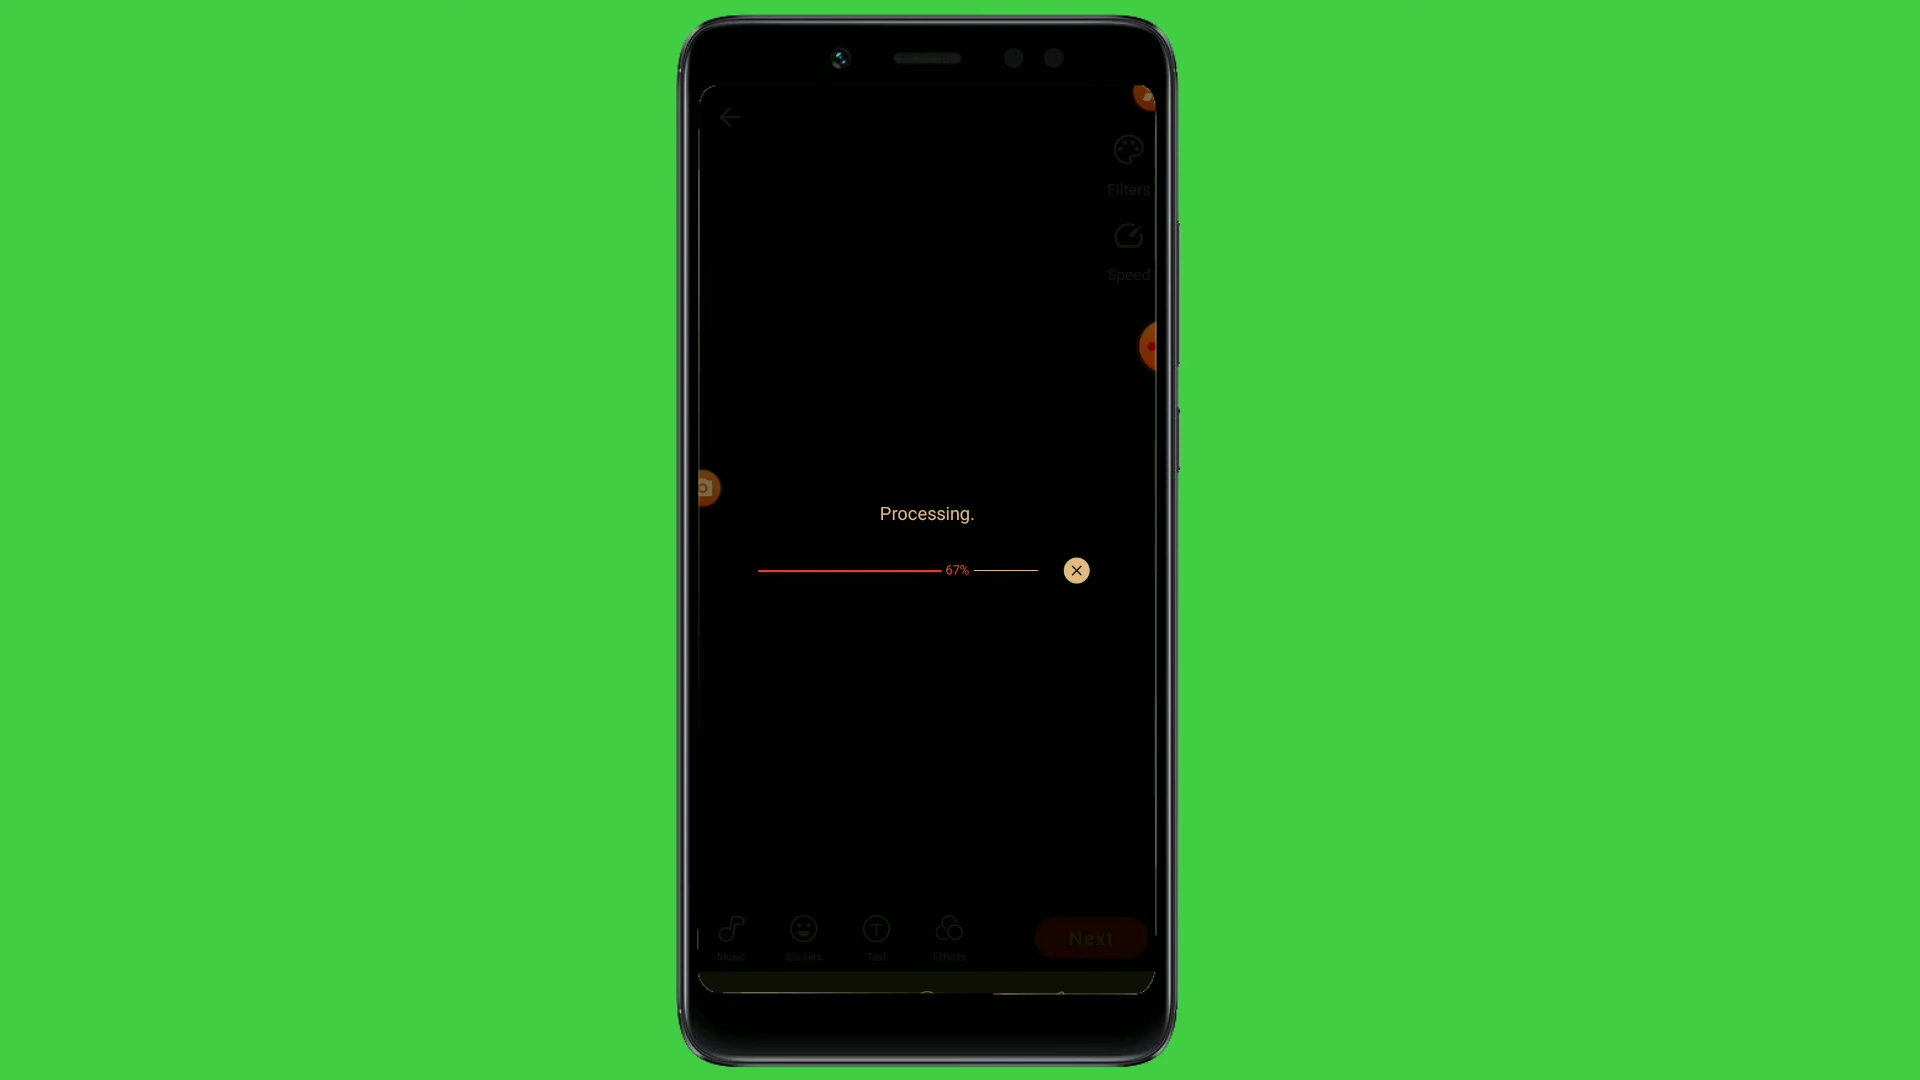 Filters
Speed
Processing.
67%
Music
Stickers
Text
Effects
Next